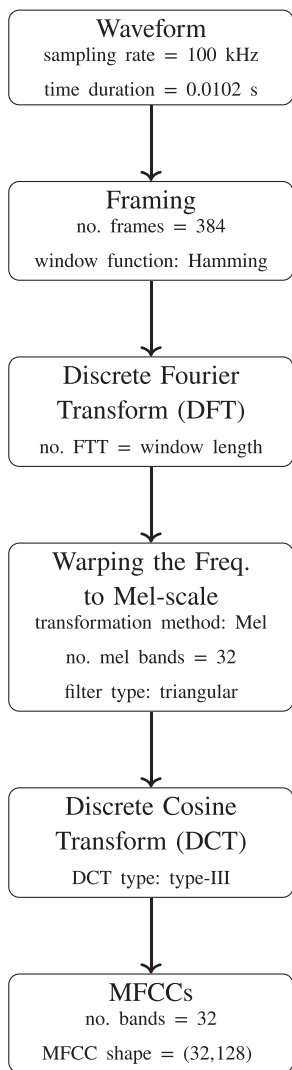 Waveform
sampling rate = 100 kHz
time duration = 0.0102 s
Framing
no. frames = 384
window function: Hamming
Discrete Fourier
Transform (DFT)
no. FTT = window length
Warping the Freq.
to Mel-scale
transformation method: Mel
no. mel bands = 32
filter type: triangular
Discrete Cosine
Transform (DCT)
DCT type: type-III
MFCCs
no. bands = 32
MFCC shape = (32,128)